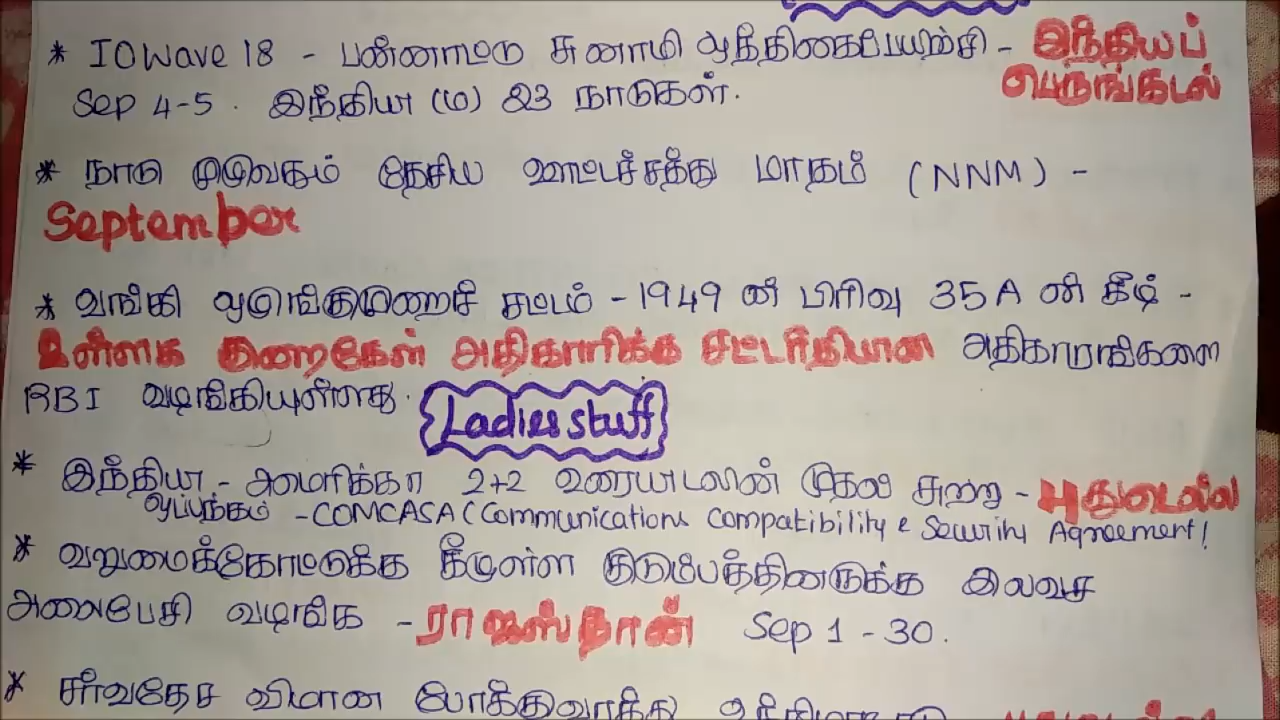 * IOWave 18 - பன்னாட்டு சுனாமி ஒத்திகைபயிற்சி - இந்தியப்
பெருங்கடல்
Sep 4-5. இந்தியா (ம) 23 நாடுகள்.
* நாடு முழுவதும் தேசிய ஊட்டச்சத்து மாதம் (NNM) -
September
* வங்கி ஒழுங்குமுறைச் சட்டம் - 1949 ன் பிரிவு 35 A ன் கீழ் -
உள்ளக குறைகேள் அதிகாரிக்கு சட்டரீதியான அதிகாரங்களை
RBI வழங்கியுள்ளது.
Ladies stuff
* இந்தியா - அமெரிக்கா 2+2 உரையாடலின் முதல் சுற்று - புதுடெல்லி
ஒப்பந்தம் - COMCASA (Communications Compatibility & Security Agreement)
* வறுமைக்கோட்டுக்கு கீழுள்ள குடும்பத்தினருக்கு இலவச
அலைபேசி வழங்க - ராஜஸ்தான் Sep 1 - 30.
* சர்வதேச விமான போக்குவரத்து